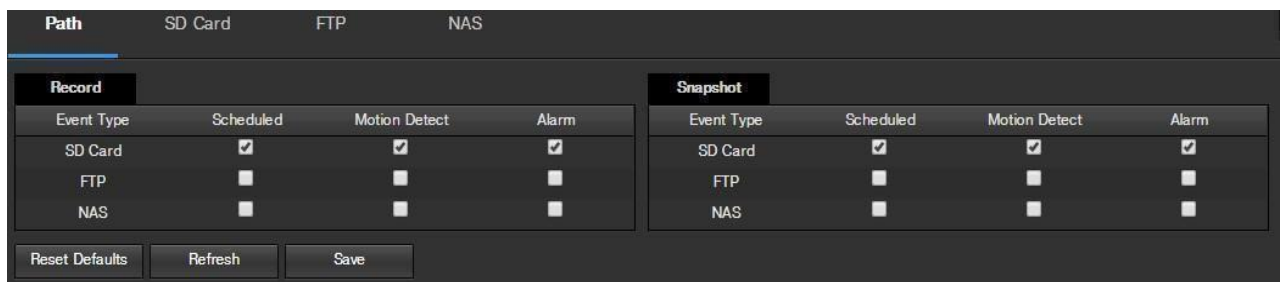 Path SD Card FTP NAS
Record Snapshot
Event Type Scheduled Motion Detect Alarm Event Type Scheduled Motion Detect Alarm
SD Card SD Card
FTP FTP
NAS NAS
Reset Defaults Refresh Save